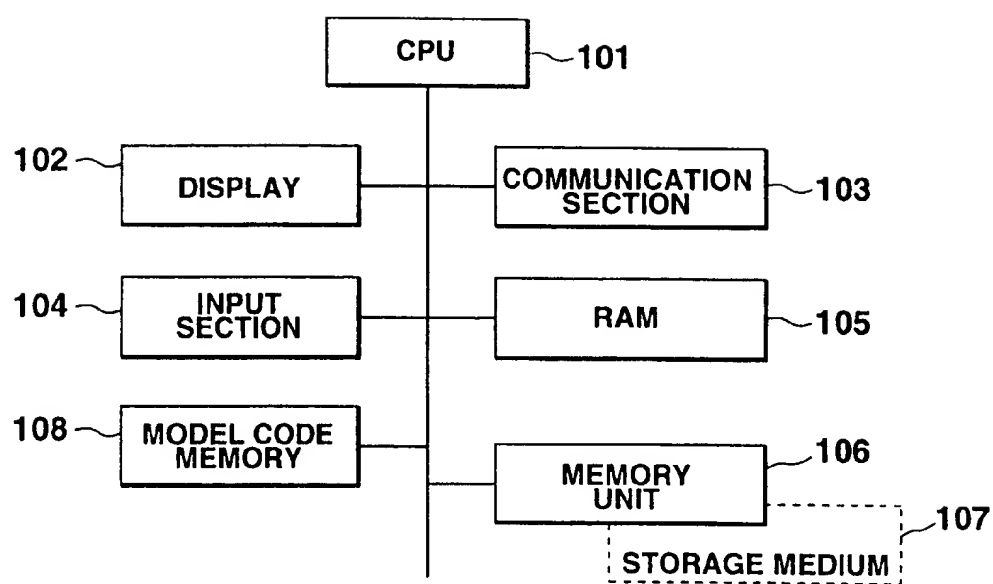 CPU
101
102
DISPLAY
COMMUNICATION
SECTION
103
104
INPUT
SECTION
RAM
105
108
MODEL CODE
MEMORY
MEMORY
UNIT
106
107
STORAGE MEDIUM